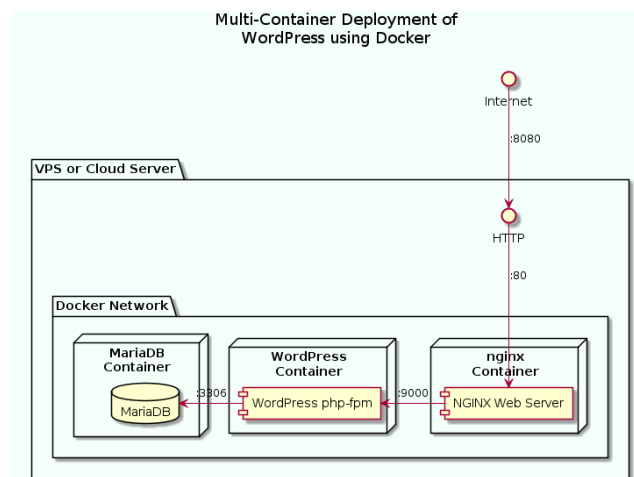 Multi-Container Deployment of
WordPress using Docker
Internet
:8080
VPS or Cloud Server
HTTP
:80
Docker Network
MariaDB
Container
WordPress
Container
nginx
Container
MariaDB
:3306
WordPress php-fpm
:9000
NGINX Web Server